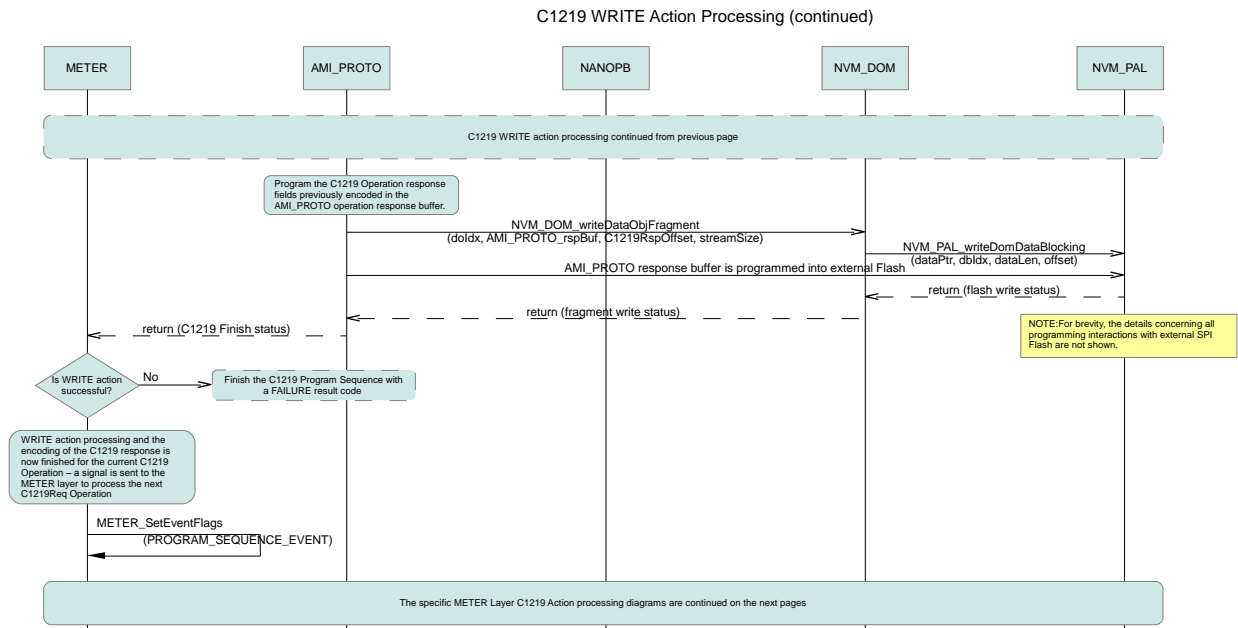 C1219 WRITE Action Processing (continued)
METER
AMI_PROTO
NANOPB
NVM_DOM
NVM_PAL
C1219 WRITE action processing continued from previous page
Program the C1219 Operation response
fields previously encoded in the
AMI_PROTO operation response buffer.
NVM_DOM_writeDataObjFragment
(doIdx, AMI_PROTO_rspBuf, C1219RspOffset, streamSize)
NVM_PAL_writeDomDataBlocking
(dataPtr, dbIdx, dataLen, offset)
AMI_PROTO response buffer is programmed into external Flash
return (flash write status)
return (fragment write status)
return (C1219 Finish status)
NOTE:For brevity, the details concerning all
programming interactions with external SPI
Flash are not shown.
Is WRITE action
successful?
No
Finish the C1219 Program Sequence with
a FAILURE result code
WRITE action processing and the
encoding of the C1219 response is
now finished for the current C1219
Operation – a signal is sent to the
METER layer to process the next
C1219Req Operation
METER_SetEventFlags
(PROGRAM_SEQUENCE_EVENT)
The specific METER Layer C1219 Action processing diagrams are continued on the next pages